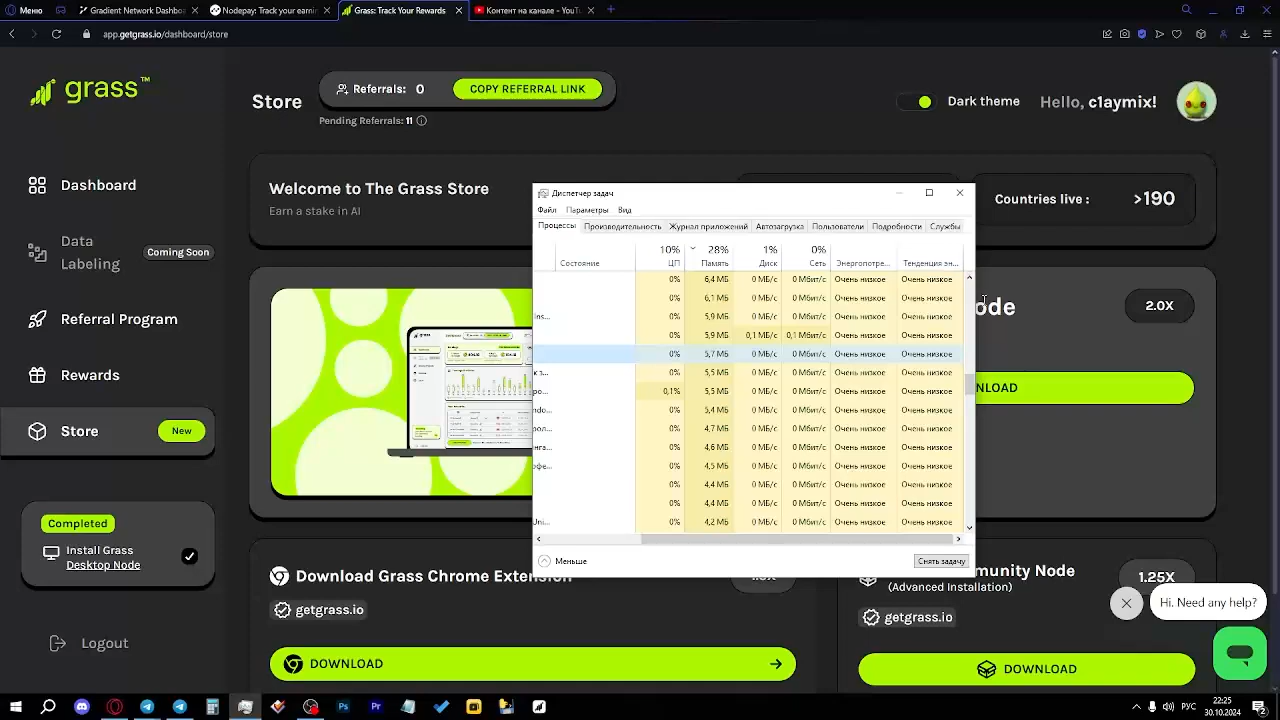 Меню
Gradient Network Dashboa
Nodepay Track your earnin
Grass: Track Your Rewards
Контент на канале - YouT
app.getgrass.io/dashboard/store
grass™
Store
Referrals: 0
COPY REFERRAL LINK
Pending Referrals: 11
Dark theme
Hello, c1aymix!
Dashboard
Data
Labeling
Coming Soon
Referral Program
Rewards
Store
New
Completed
Install Grass
Desktop Node
Logout
Welcome to The Grass Store
Earn a stake in AI
Countries live :
>190
ode
2.0X
NLOAD
Диспетчер задач
Файл Параметры Вид
Процессы Производительность Журнал приложений Автозагрузка Пользователи Подробности Службы
10% 28% 1% 0%
Состояние ЦП Память Диск Сеть Энергопотре... Тенденция эн...
0% 6,4 МБ 0 МБ/с 0 Мбит/с Очень низкое Очень низкое
0% 6,1 МБ 0 МБ/с 0 Мбит/с Очень низкое Очень низкое
Ins... 0% 5,9 МБ 0 МБ/с 0 Мбит/с Очень низкое Очень низкое
0% 5,9 МБ 0,1 МБ/с 0,1 Мбит/с Очень низкое Очень низкое
0% 5,7 МБ 0 МБ/с 0 Мбит/с Очень низкое Очень низкое
к з... 0% 5,5 МБ 0 МБ/с 0 Мбит/с Очень низкое Очень низкое
ро... 0,1% 5,5 МБ 0 МБ/с 0 Мбит/с Очень низкое Очень низкое
ndo... 0% 5,4 МБ 0 МБ/с 0 Мбит/с Очень низкое Очень низкое
рол... 0% 4,7 МБ 0 МБ/с 0 Мбит/с Очень низкое Очень низкое
нга... 0% 4,6 МБ 0 МБ/с 0 Мбит/с Очень низкое Очень низкое
офе... 0% 4,5 МБ 0 МБ/с 0 Мбит/с Очень низкое Очень низкое
0% 4,4 МБ 0 МБ/с 0 Мбит/с Очень низкое Очень низкое
0% 4,4 МБ 0 МБ/с 0 Мбит/с Очень низкое Очень низкое
Uni... 0% 4,2 МБ 0 МБ/с 0 Мбит/с Очень низкое Очень низкое
Меньше
Снять задачу
Download Grass Chrome Extension
getgrass.io
DOWNLOAD
munity Node
(Advanced Installation)
1.25X
getgrass.io
DOWNLOAD
Hi. Need any help?
РУС
22:25
30.10.2024